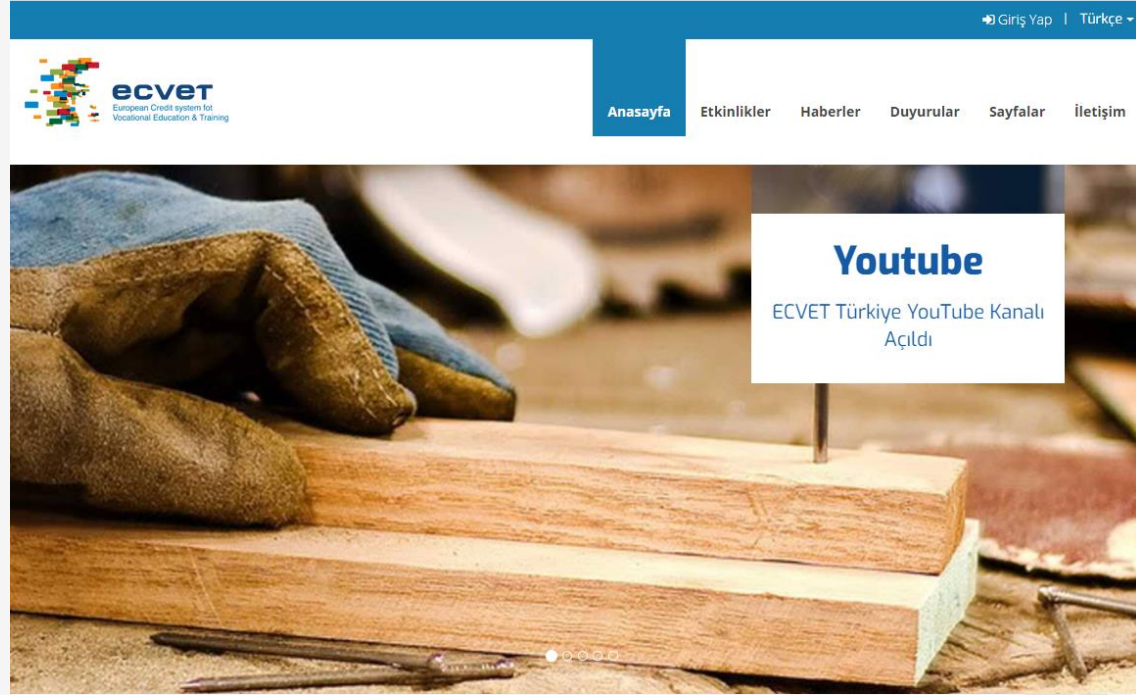 Giriş Yap | Türkçe
ecvet
European Credit system fot
Vocational Education & Training
Anasayfa Etkinlikler Haberler Duyurular Sayfalar İletişim
Youtube
ECVET Türkiye YouTube Kanalı
Açıldı